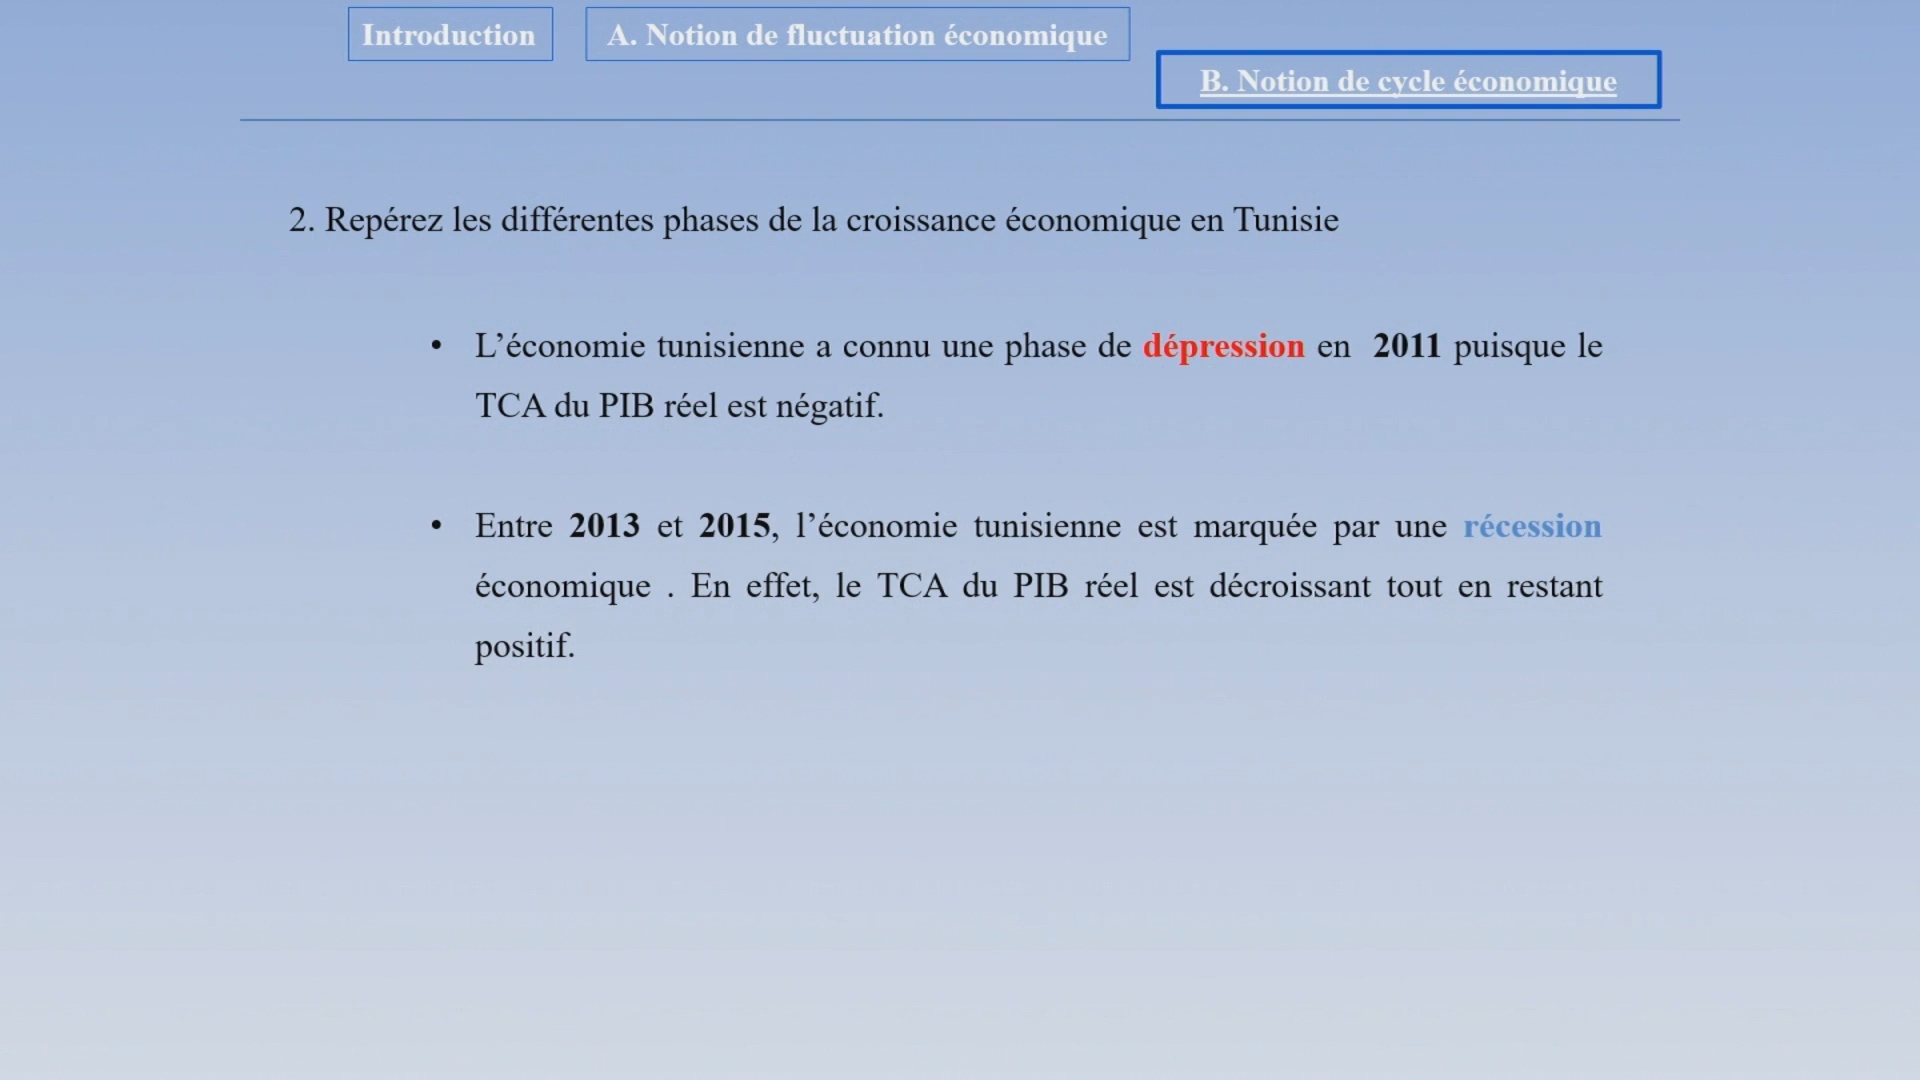 Introduction
A. Notion de fluctuation économique
B. Notion de cycle économique
2. Repérez les différentes phases de la croissance économique en Tunisie
• L’économie tunisienne a connu une phase de dépression en 2011 puisque le
TCA du PIB réel est négatif.
• Entre 2013 et 2015, l’économie tunisienne est marquée par une récession
économique . En effet, le TCA du PIB réel est décroissant tout en restant
positif.